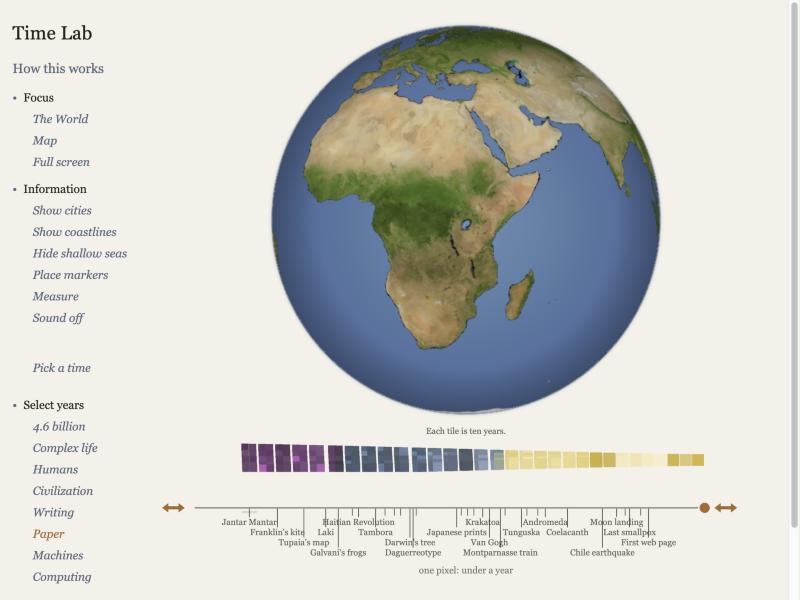 Time Lab
How this works
• Focus
The World
Map
Full screen
• Information
Show cities
Show coastlines
Hide shallow seas
Place markers
Measure
Sound off
Pick a time
• Select years
4.6 billion
Complex life
Humans
Civilization
Writing
Paper
Machines
Computing
Each tile is ten years.
Jantar Mantar Haitian Revolution Krakatoa Andromeda Moon landing
Franklin's kite Laki Tambora Japanese prints Tunguska Coelacanth Last smallpox
Tupaia's map Darwin's tree Van Gogh First web page
Galvani's frogs Daguerreotype Montparnasse train Chile earthquake
one pixel: under a year